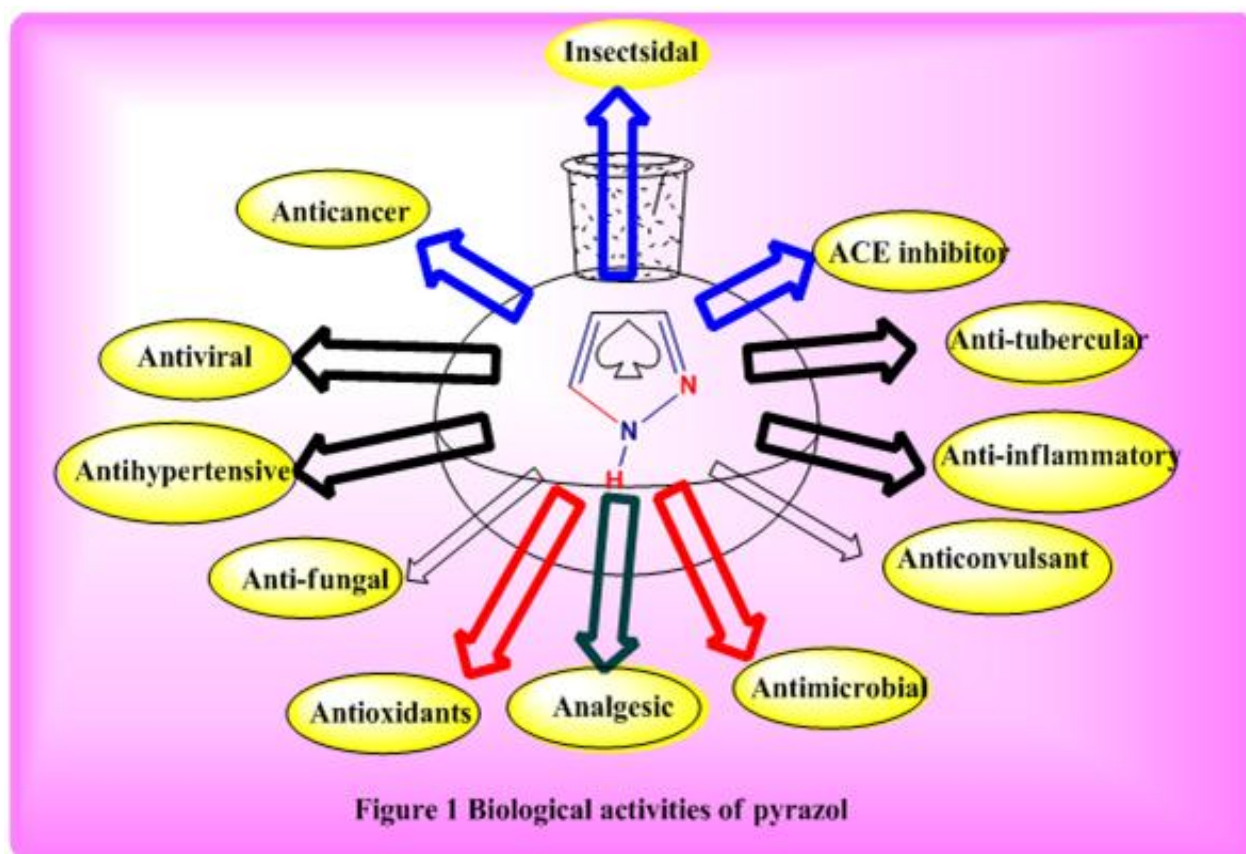 Insectsidal
Anticancer
ACE inhibitor
Antiviral
Anti-tubercular
N
N
H
Antihypertensive
Anti-inflammatory
Anti-fungal
Anticonvulsant
Antioxidants
Analgesic
Antimicrobial
Figure 1 Biological activities of pyrazol